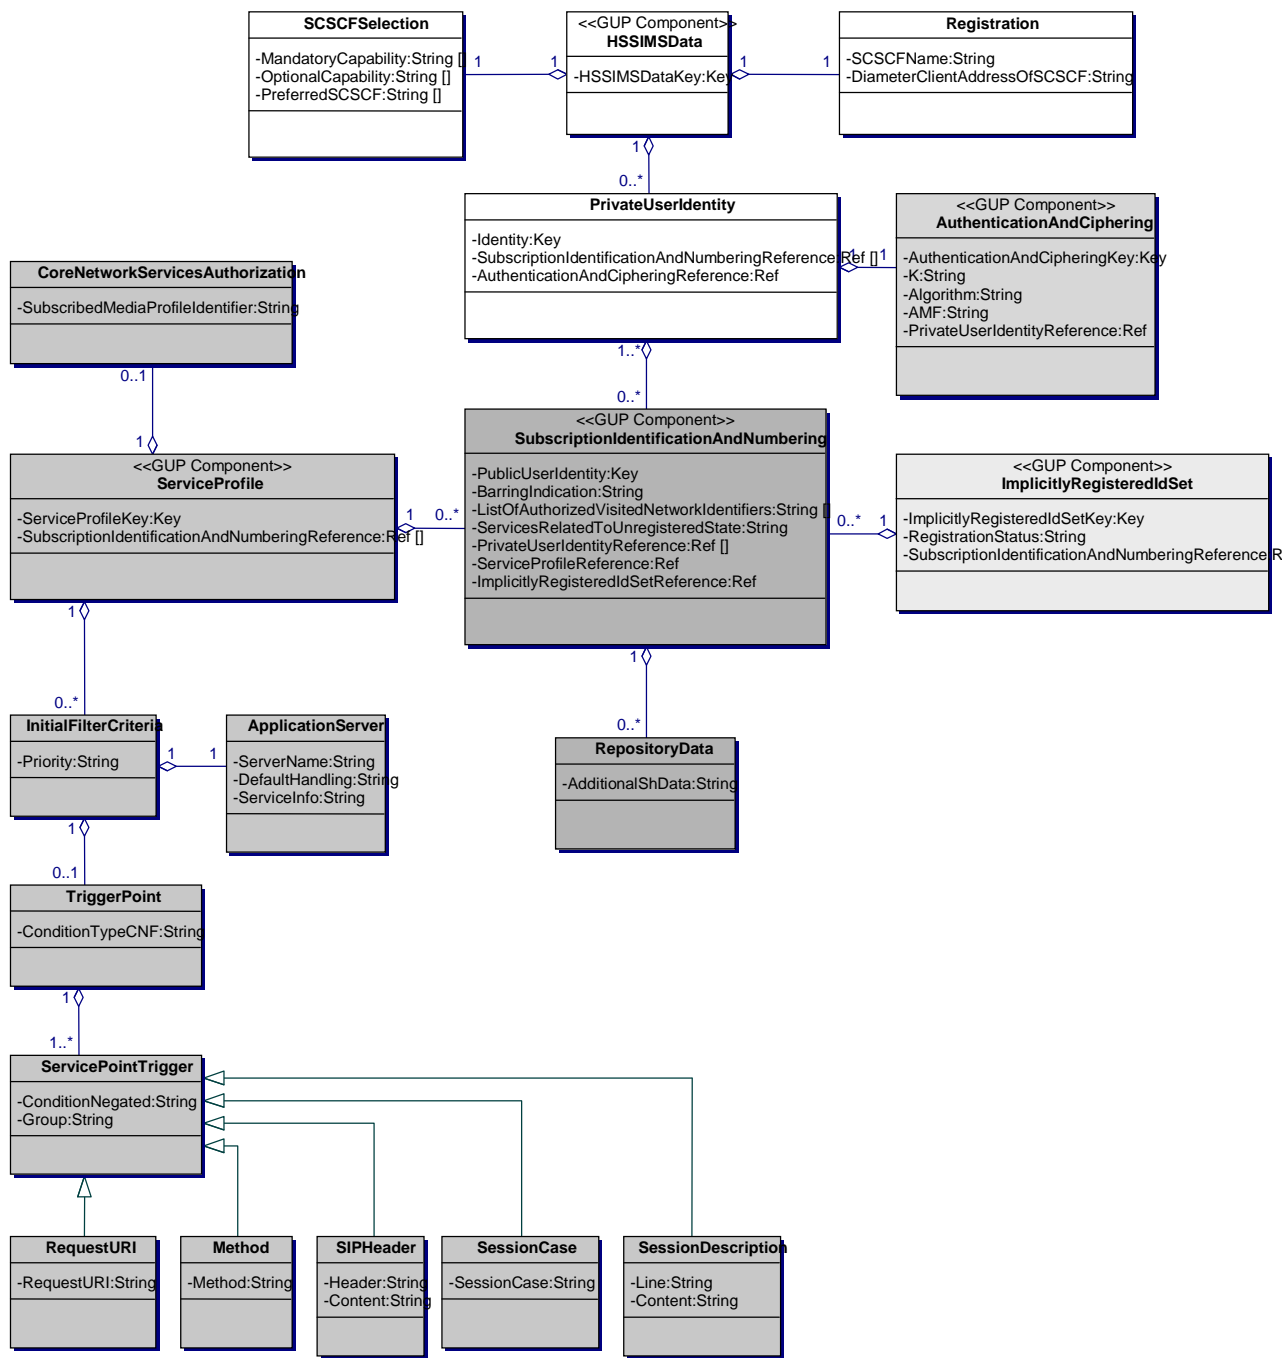 SCSCFSelection
-MandatoryCapability:String []
-OptionalCapability:String []
-PreferredSCSCF:String []
1
1
<<GUP Component>>
HSSIMSData
-HSSIMSDataKey:Key
1
1
Registration
-SCSCFName:String
-DiameterClientAddressOfSCSCF:String
1
0..*
PrivateUserIdentity
-Identity:Key
-SubscriptionIdentificationAndNumberingReference:Ref []
-AuthenticationAndCipheringReference:Ref
1
1
<<GUP Component>>
AuthenticationAndCiphering
-AuthenticationAndCipheringKey:Key
-K:String
-Algorithm:String
-AMF:String
-PrivateUserIdentityReference:Ref
CoreNetworkServicesAuthorization
-SubscribedMediaProfileIdentifier:String
0..1
1
1..*
0..*
<<GUP Component>>
ServiceProfile
-ServiceProfileKey:Key
-SubscriptionIdentificationAndNumberingReference:Ref []
1
0..*
<<GUP Component>>
SubscriptionIdentificationAndNumbering
-PublicUserIdentity:Key
-BarringIndication:String
-ListOfAuthorizedVisitedNetworkIdentifiers:String []
-ServicesRelatedToUnregisteredState:String
-PrivateUserIdentityReference:Ref []
-ServiceProfileReference:Ref
-ImplicitlyRegisteredIdSetReference:Ref
0..*
1
<<GUP Component>>
ImplicitlyRegisteredIdSet
-ImplicitlyRegisteredIdSetKey:Key
-RegistrationStatus:String
-SubscriptionIdentificationAndNumberingReference:R
1
0..*
1
0..*
InitialFilterCriteria
-Priority:String
1
1
ApplicationServer
-ServerName:String
-DefaultHandling:String
-ServiceInfo:String
RepositoryData
-AdditionalShData:String
1
0..1
TriggerPoint
-ConditionTypeCNF:String
1
1..*
ServicePointTrigger
-ConditionNegated:String
-Group:String
RequestURI
-RequestURI:String
Method
-Method:String
SIPHeader
-Header:String
-Content:String
SessionCase
-SessionCase:String
SessionDescription
-Line:String
-Content:String